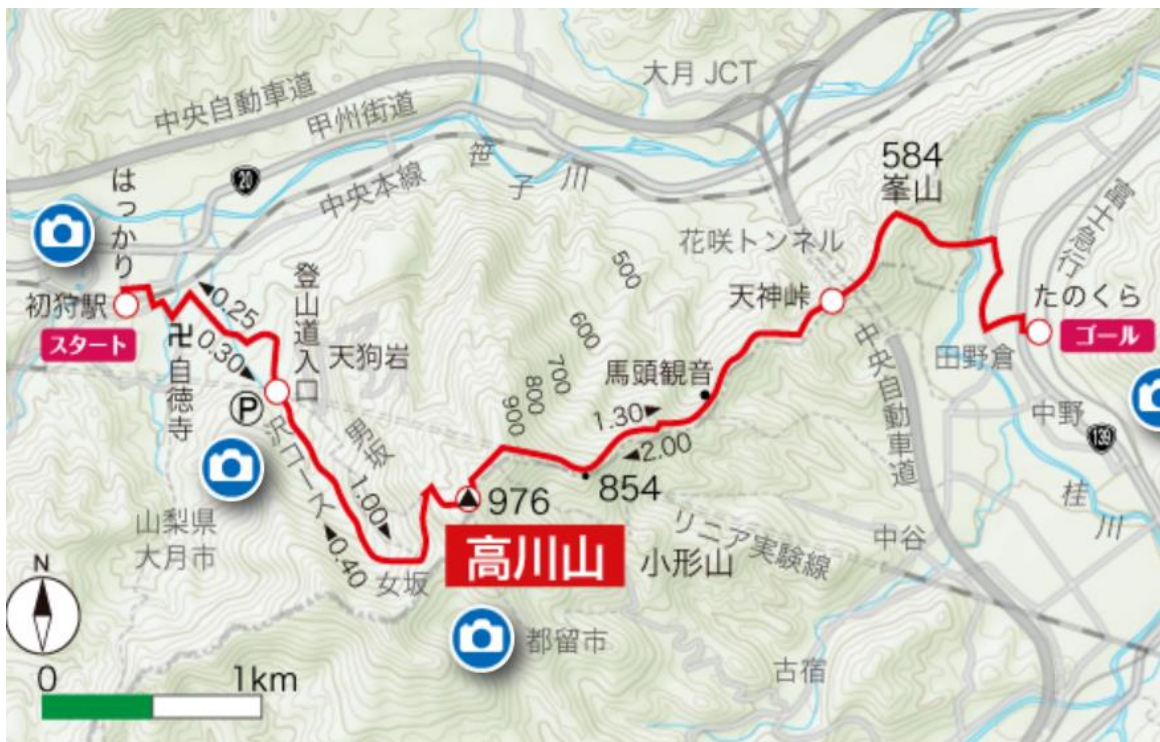 大月 JCT
中央自動車道
甲州街道
笹子川
584
峯山
20
中央本線
はっかり
富士急行
花咲トンネル
500
登山道入口
0.25
天神峠
たのくら
初狩駅
スタート
ゴール
600
卍自徳寺
0.30
天狗岩
700
馬頭観音
中央自動車道
田野倉
800
P
900
1.30
中野
沢コース
男坂
2.00
139
1.00
976
854
桂川
山梨県
大月市
0.40
高川山
小形山
リニア実験線
中谷
N
女坂
都留市
古宿
0
1km